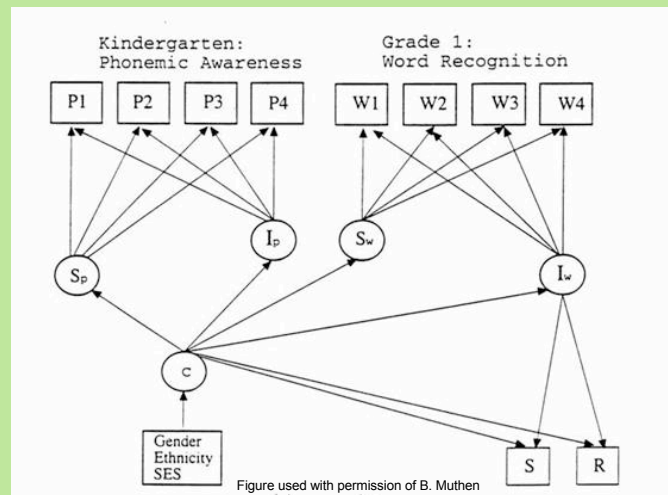 Kindergarten:
Phonemic Awareness
Grade 1:
Word Recognition
P1 P2 P3 P4 W1 W2 W3 W4
Ip Sw
Sp Iw
c
Gender
Ethnicity
SES
S R
Figure used with permission of B. Muthen